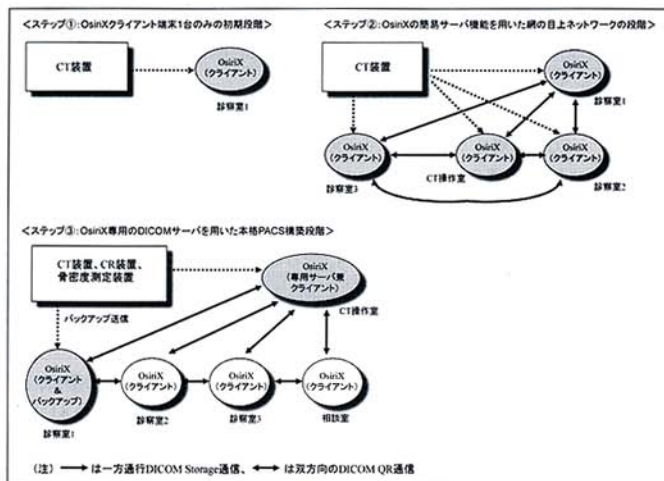 <ステップ①:OsiriXクライアント端末1台のみの初期段階>
CT装置
OsiriX
(クライアント)
診察室1
<ステップ②:OsiriXの簡易サーバ機能を用いた網の目上ネットワークの段階>
CT装置
OsiriX
(クライアント)
診察室1
OsiriX
(クライアント)
診察室3
OsiriX
(クライアント)
CT操作室
OsiriX
(クライアント)
診察室2
<ステップ③:OsiriX専用のDICOMサーバを用いた本格PACS構築段階>
CT装置、CR装置、
骨密度測定装置
バックアップ送信
OsiriX
(専用サーバ兼
クライアント)
CT操作室
OsiriX
(クライアント
&
バックアップ)
診察室1
OsiriX
(クライアント)
診察室2
OsiriX
(クライアント)
診察室3
OsiriX
(クライアント)
相談室
(注) → は一方通行DICOM Storage通信、 ↔ は双方向のDICOM QR通信